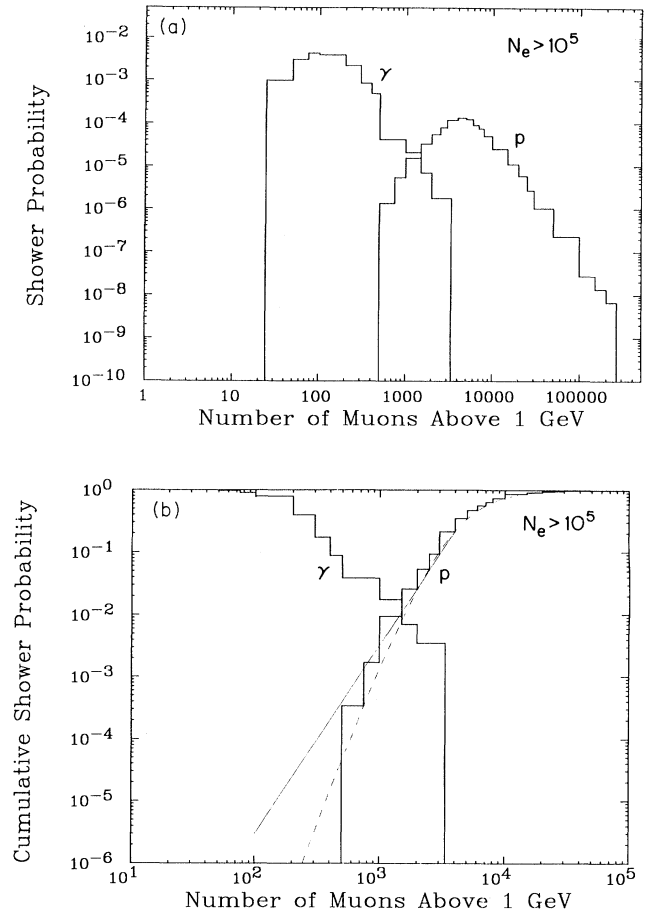 (a)
Nₑ>10⁵
10⁻²
10⁻³
10⁻⁴
10⁻⁵
10⁻⁶
10⁻⁷
10⁻⁸
10⁻⁹
10⁻¹⁰
Shower Probability
γ
p
1 10 100 1000 10000 100000
Number of Muons Above 1 GeV
(b)
Nₑ>10⁵
10⁰
10⁻¹
10⁻²
10⁻³
10⁻⁴
10⁻⁵
10⁻⁶
Cumulative Shower Probability
γ
p
10¹ 10² 10³ 10⁴ 10⁵
Number of Muons Above 1 GeV